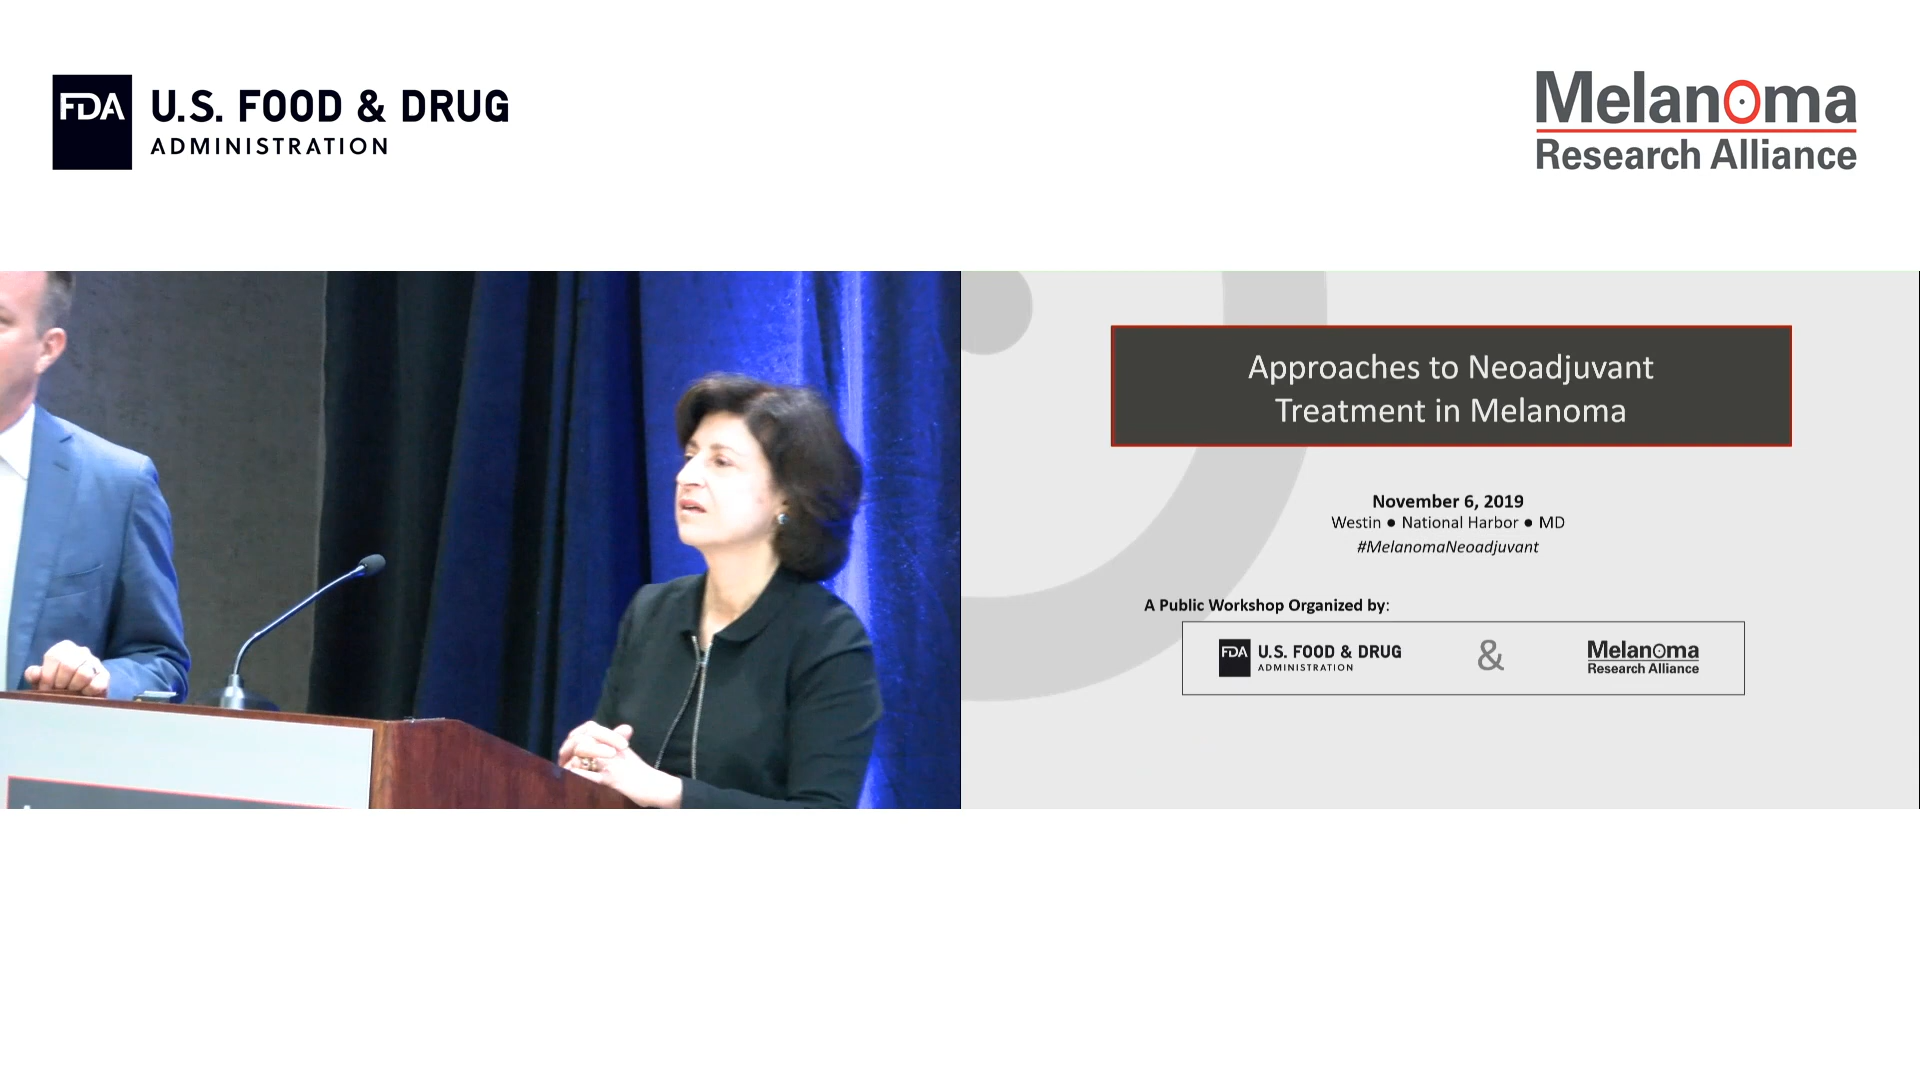 FDA U.S. FOOD & DRUG
ADMINISTRATION
Melanoma
Research Alliance
Approaches to Neoadjuvant
Treatment in Melanoma
November 6, 2019
Westin ● National Harbor ● MD
#MelanomaNeoadjuvant
A Public Workshop Organized by:
FDA U.S. FOOD & DRUG
ADMINISTRATION
&
Melanoma
Research Alliance